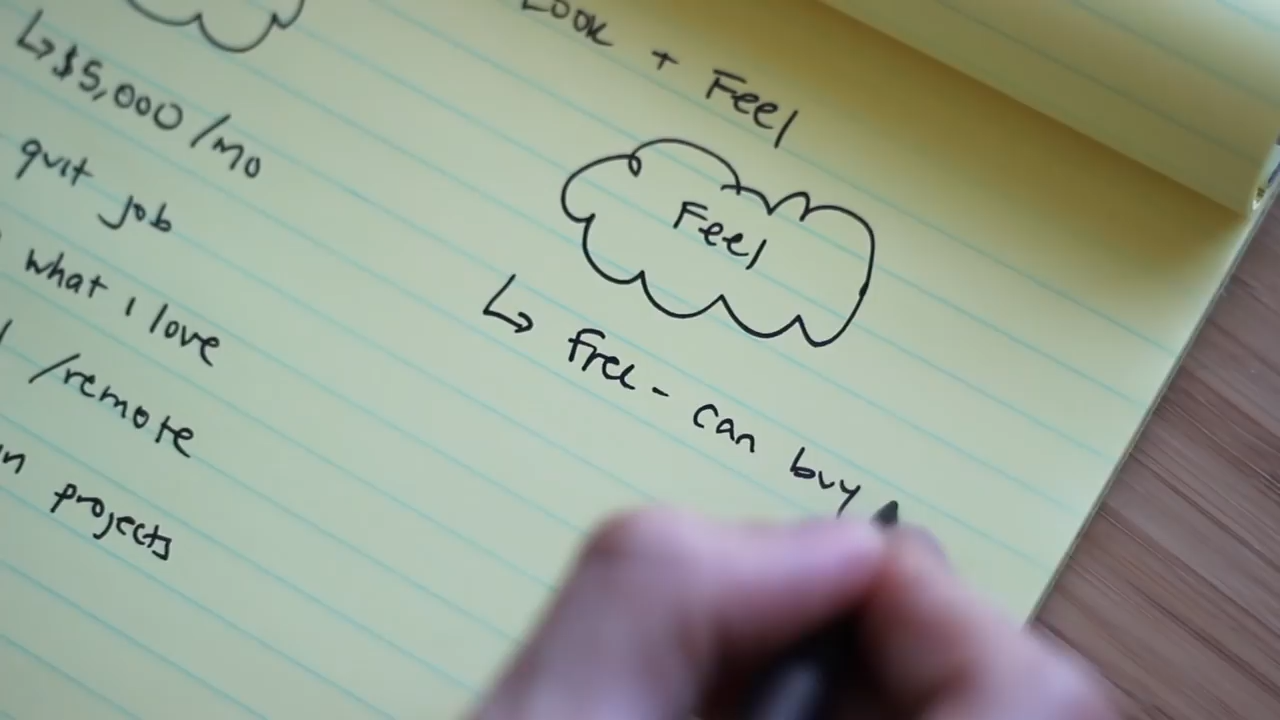 $5,000/mo
quit job
what I love
/remote
projects
Look + Feel
Feel
Free - can buy